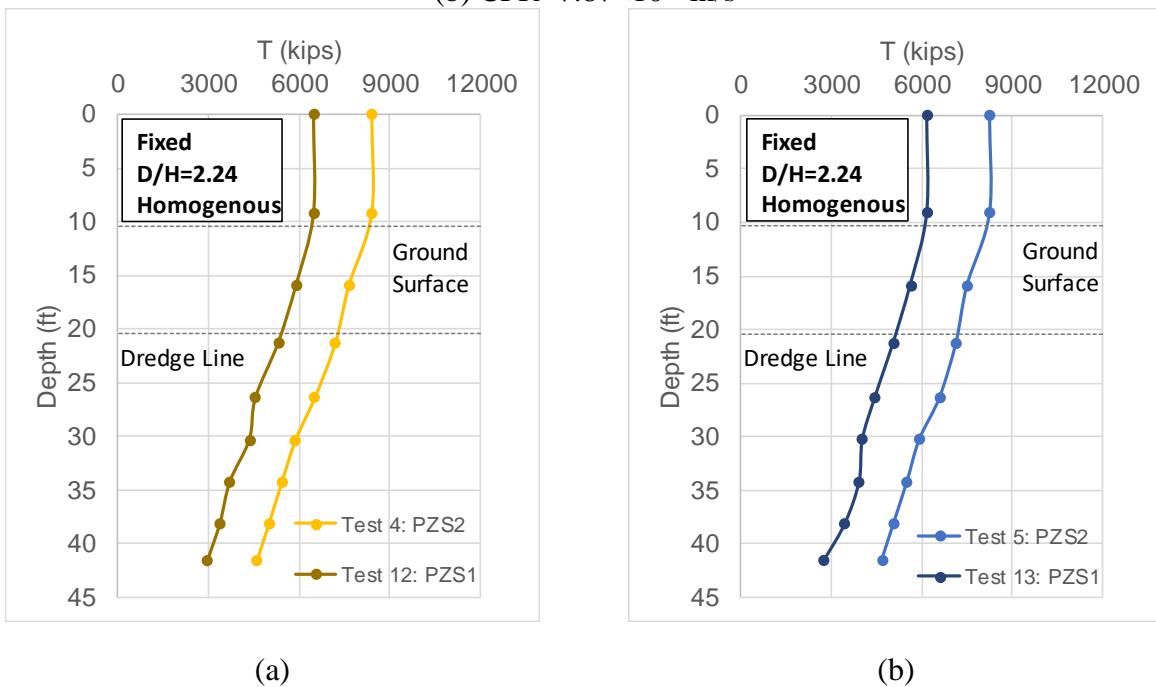 T (kips)
0 3000 6000 9000 12000
0
5
10
15
20
25
30
35
40
45
Depth (ft)
Fixed
D/H=2.24
Homogenous
Ground
Surface
Dredge Line
Test 4: PZS2
Test 12: PZS1
(a)
T (kips)
0 3000 6000 9000 12000
0
5
10
15
20
25
30
35
40
45
Depth (ft)
Fixed
D/H=2.24
Homogenous
Ground
Surface
Dredge Line
Test 5: PZS2
Test 13: PZS1
(b)